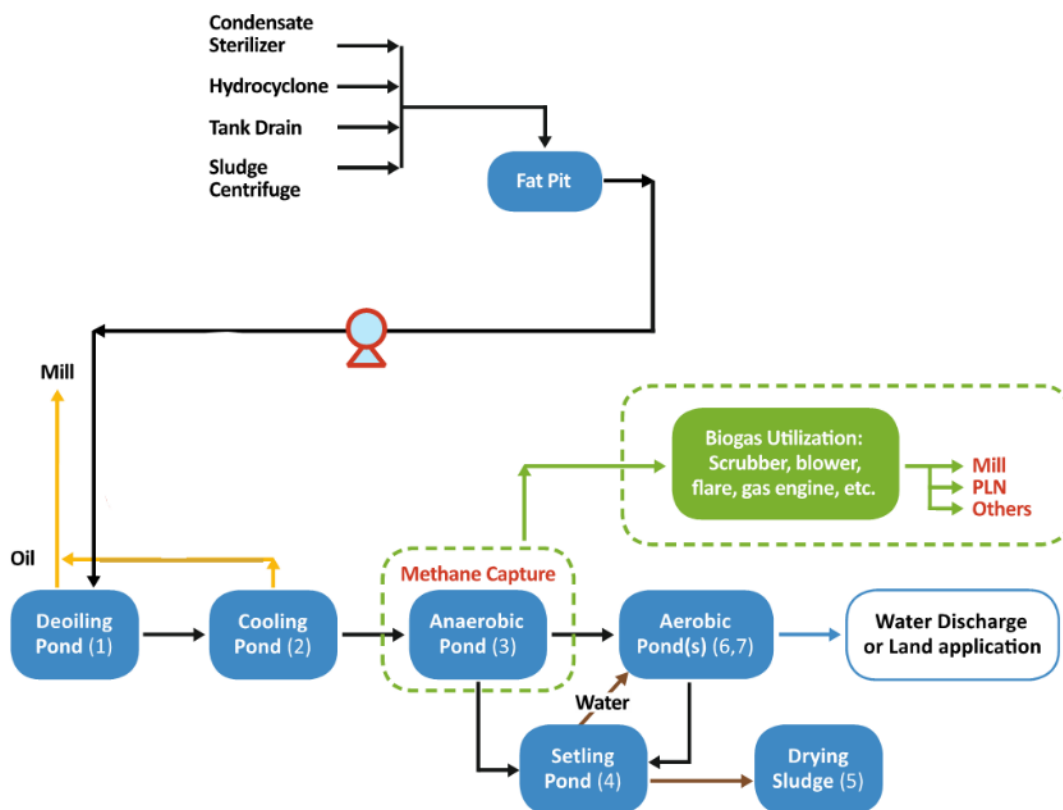 Condensate
Sterilizer
Hydrocyclone
Tank Drain
Sludge
Centrifuge
Fat Pit
Mill
Biogas Utilization:
Scrubber, blower,
flare, gas engine, etc.
Mill
PLN
Others
Oil
Methane Capture
Deoiling
Pond (1)
Cooling
Pond (2)
Anaerobic
Pond (3)
Aerobic
Pond(s) (6,7)
Water Discharge
or Land application
Water
Setling
Pond (4)
Drying
Sludge (5)